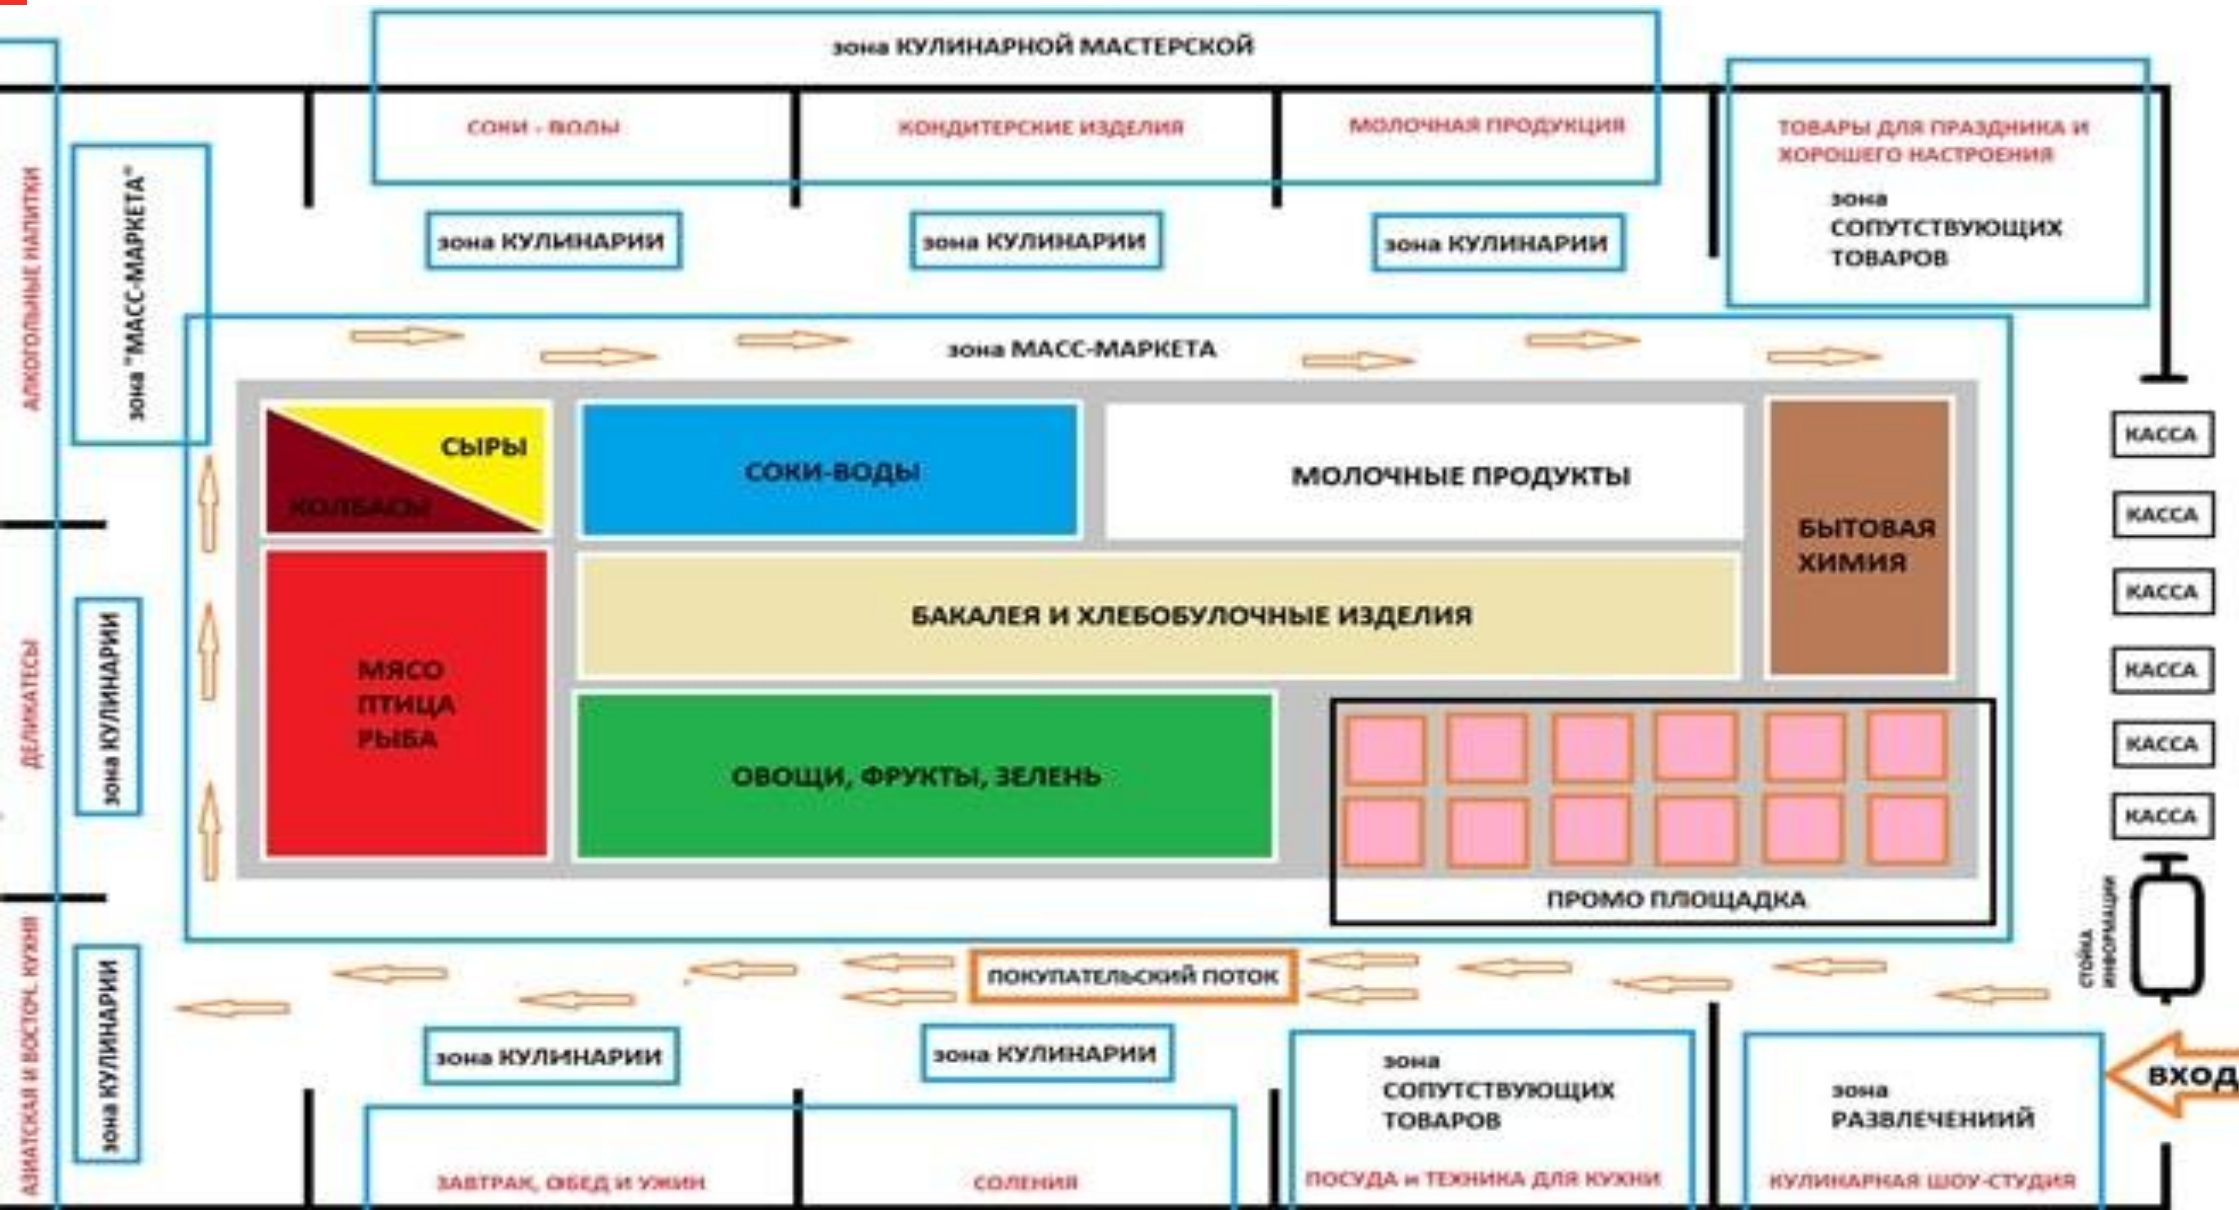 зона КУЛИНАРНОЙ МАСТЕРСКОЙ
СОКИ - ВОДЫ
КОНДИТЕРСКИЕ ИЗДЕЛИЯ
МОЛОЧНАЯ ПРОДУКЦИЯ
ТОВАРЫ ДЛЯ ПРАЗДНИКА И
ХОРОШЕГО НАСТРОЕНИЯ
зона
СОПУТСТВУЮЩИХ
ТОВАРОВ
АЛКОГОЛЬНЫЕ НАПИТКИ
зона "МАСС-МАРКЕТА"
зона КУЛИНАРИИ
зона КУЛИНАРИИ
зона КУЛИНАРИИ
зона МАСС-МАРКЕТА
СЫРЫ
КОЛБАСЫ
СОКИ-ВОДЫ
МОЛОЧНЫЕ ПРОДУКТЫ
БЫТОВАЯ
ХИМИЯ
КАССА
КАССА
КАССА
КАССА
КАССА
КАССА
БАКАЛЕЯ И ХЛЕБОБУЛОЧНЫЕ ИЗДЕЛИЯ
ДЕЛИКАТЕСЫ
зона КУЛИНАРИИ
МЯСО
ПТИЦА
РЫБА
ОВОЩИ, ФРУКТЫ, ЗЕЛЕНЬ
ПРОМО ПЛОЩАДКА
СТОЙКА
ИНФОРМАЦИИ
АЗИАТСКАЯ И ВОСТОЧ. КУХНЯ
зона КУЛИНАРИИ
ПОКУПАТЕЛЬСКИЙ ПОТОК
зона КУЛИНАРИИ
зона КУЛИНАРИИ
зона
СОПУТСТВУЮЩИХ
ТОВАРОВ
зона
РАЗВЛЕЧЕНИИЙ
ВХОД
ЗАВТРАК, ОБЕД И УЖИН
СОЛЕНИЯ
ПОСУДА и ТЕХНИКА ДЛЯ КУХНИ
КУЛИНАРНАЯ ШОУ-СТУДИЯ